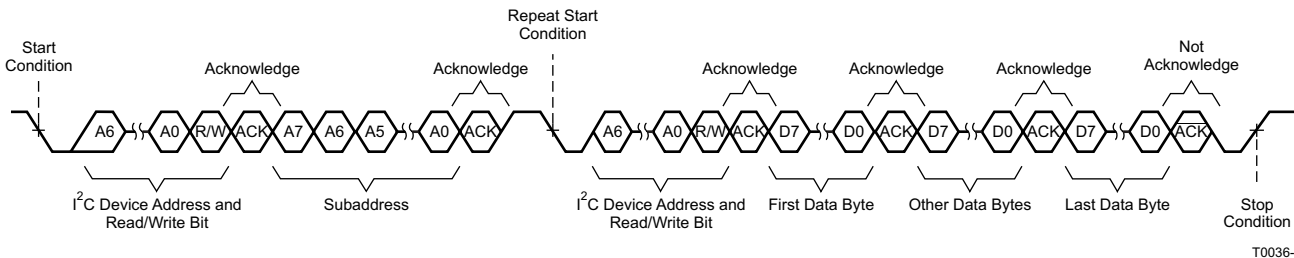 Repeat Start
Condition
Start
Condition
Not
Acknowledge
Acknowledge
Acknowledge
Acknowledge
Acknowledge
Acknowledge
A6 A0 R/W ACK A7 A6 A5 A0 ACK A6 A0 R/W ACK D7 D0 ACK D7 D0 ACK D7 D0 ACK
I²C Device Address and
Read/Write Bit
Subaddress
I²C Device Address and
Read/Write Bit
First Data Byte
Other Data Bytes
Last Data Byte
Stop
Condition
T0036-